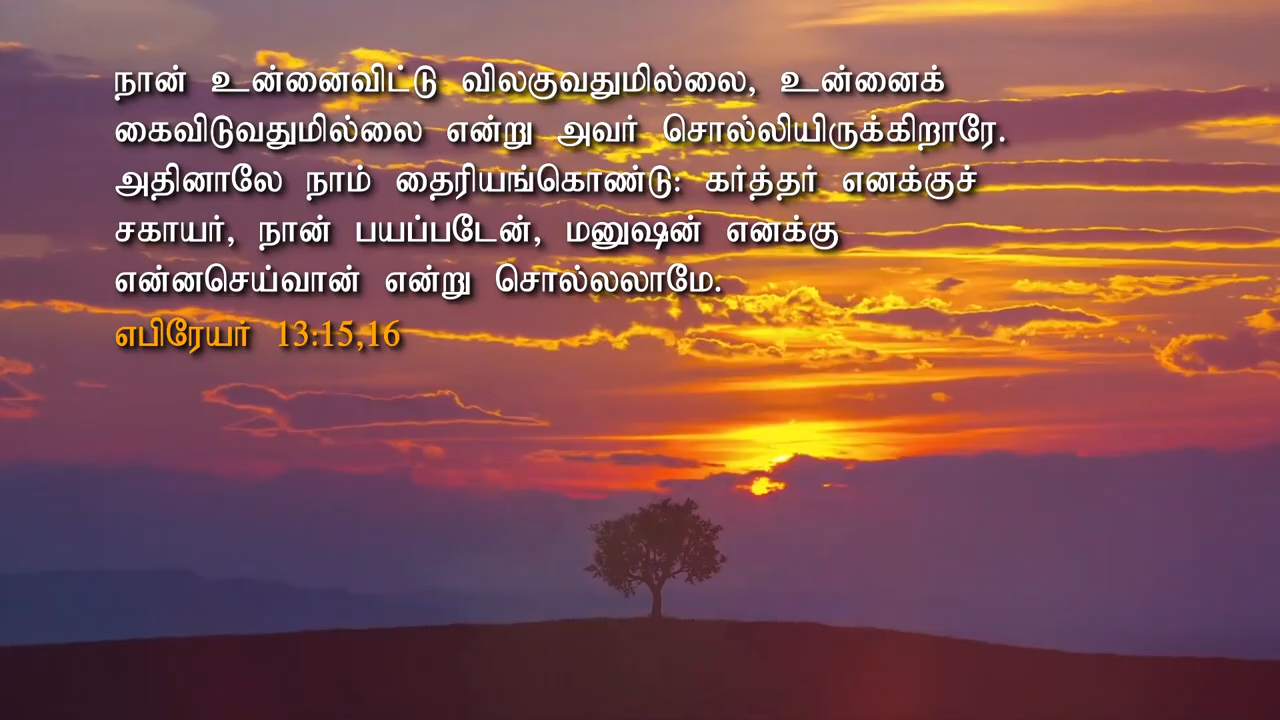 நான் உன்னைவிட்டு விலகுவதுமில்லை, உன்னைக்
கைவிடுவதுமில்லை என்று அவர் சொல்லியிருக்கிறாரே.
அதினாலே நாம் தைரியங்கொண்டு: கர்த்தர் எனக்குச்
சகாயர், நான் பயப்படேன், மனுஷன் எனக்கு
என்னசெய்வான் என்று சொல்லலாமே.
எபிரேயர் 13:15,16